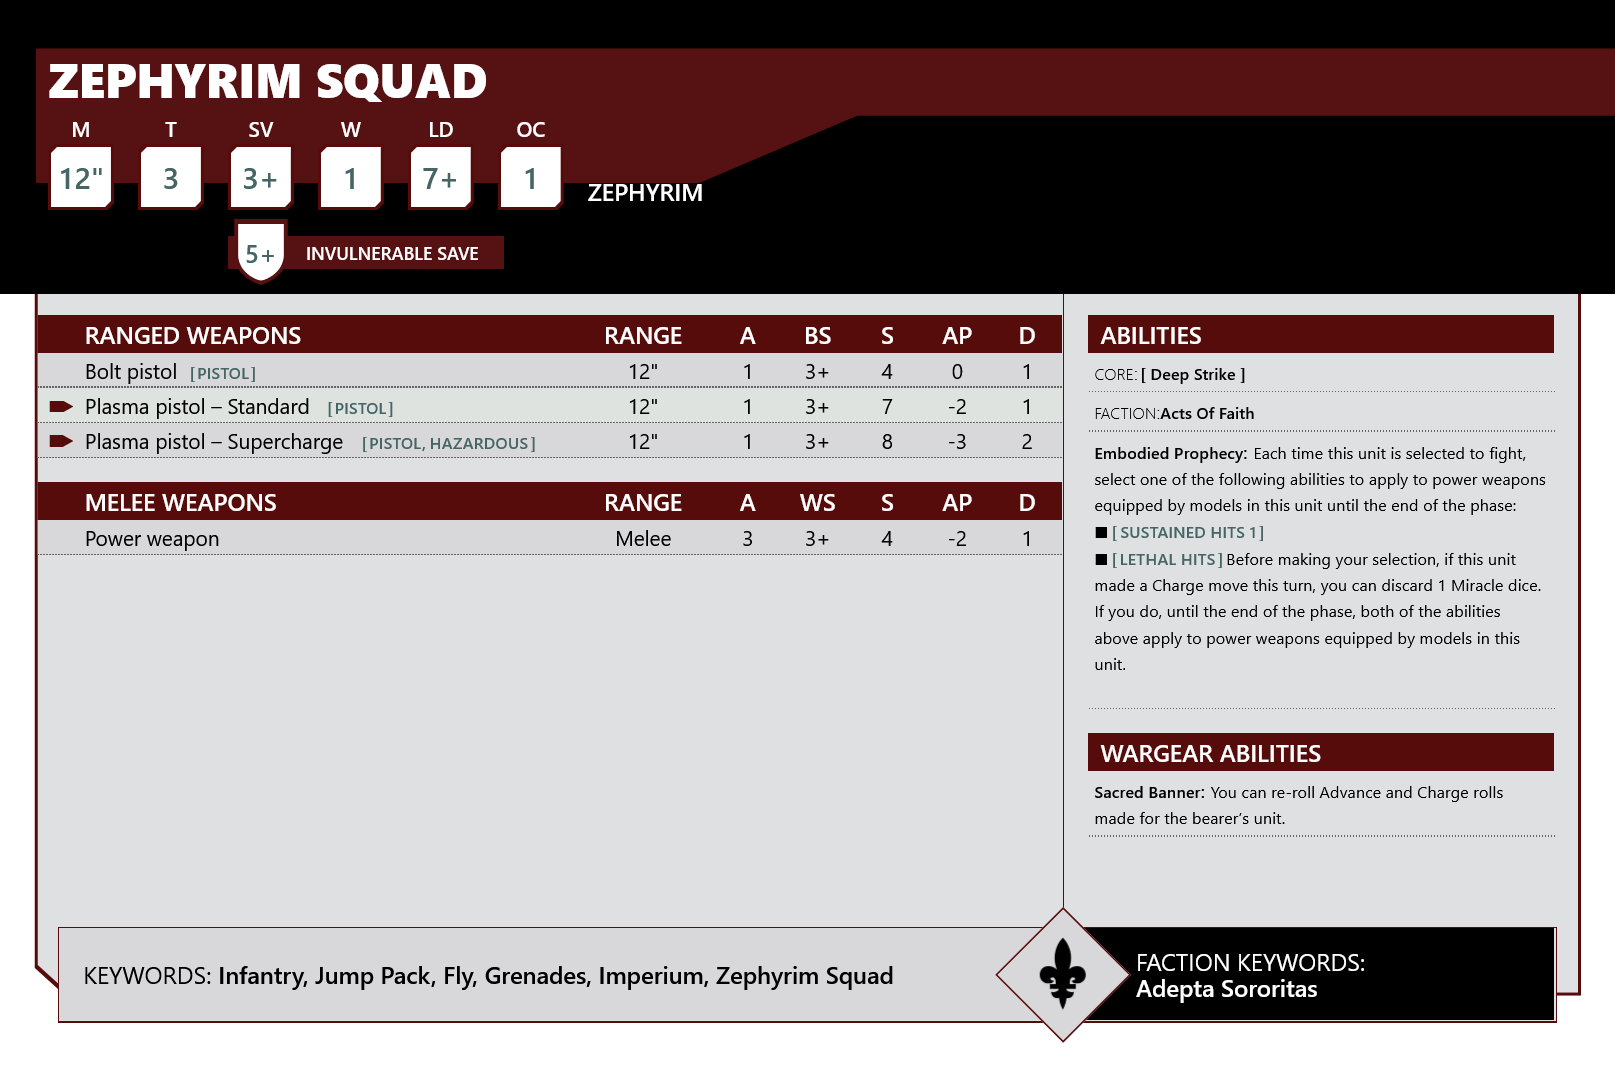 ZEPHYRIM SQUAD
M T SV W LD OC
12" 3 3+ 1 7+ 1 ZEPHYRIM
5+ INVULNERABLE SAVE
RANGED WEAPONS RANGE A BS S AP D
Bolt pistol [PISTOL] 12" 1 3+ 4 0 1
Plasma pistol – Standard [PISTOL] 12" 1 3+ 7 -2 1
Plasma pistol – Supercharge [PISTOL, HAZARDOUS] 12" 1 3+ 8 -3 2
MELEE WEAPONS RANGE A WS S AP D
Power weapon Melee 3 3+ 4 -2 1
ABILITIES
CORE: [ Deep Strike ]
FACTION:Acts Of Faith
Embodied Prophecy: Each time this unit is selected to fight,
select one of the following abilities to apply to power weapons
equipped by models in this unit until the end of the phase:
■ [ SUSTAINED HITS 1]
■ [ LETHAL HITS] Before making your selection, if this unit
made a Charge move this turn, you can discard 1 Miracle dice.
If you do, until the end of the phase, both of the abilities
above apply to power weapons equipped by models in this
unit.
WARGEAR ABILITIES
Sacred Banner: You can re-roll Advance and Charge rolls
made for the bearer’s unit.
KEYWORDS: Infantry, Jump Pack, Fly, Grenades, Imperium, Zephyrim Squad
FACTION KEYWORDS:
Adepta Sororitas